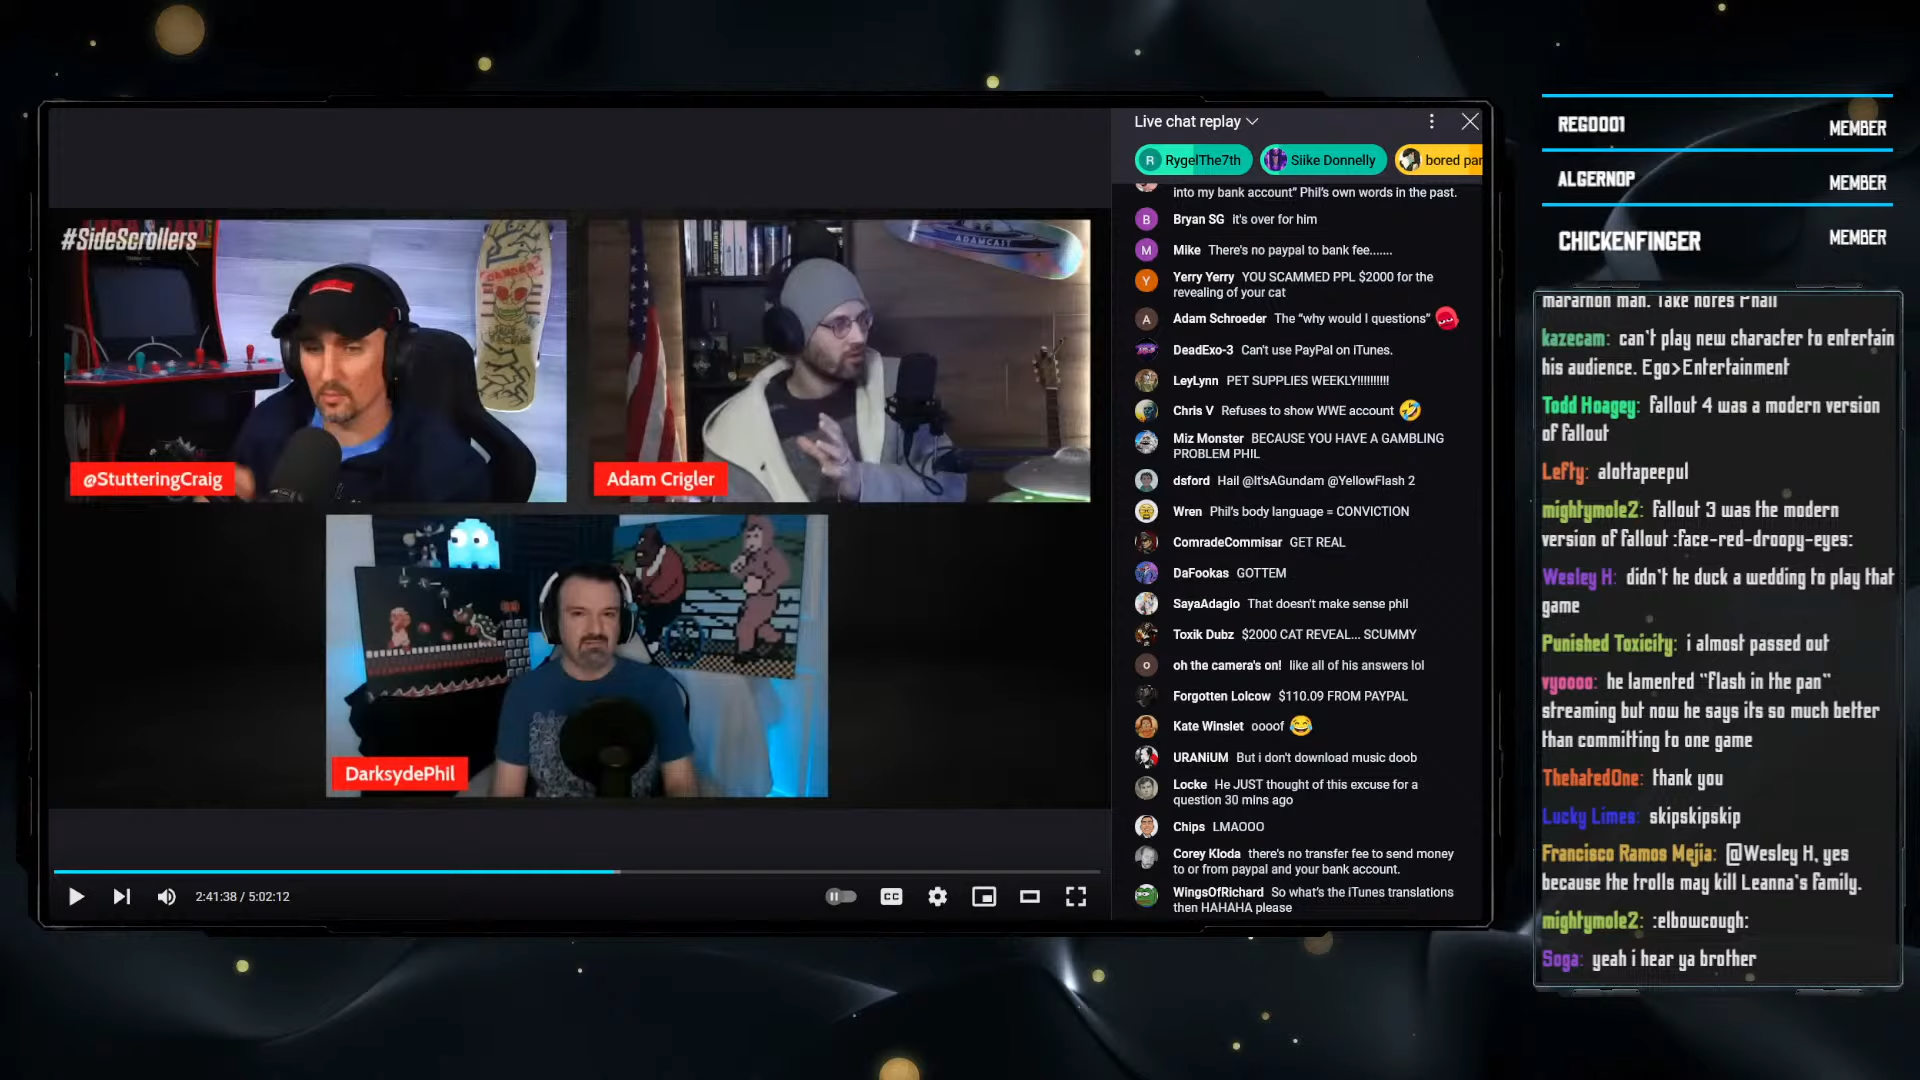 #SideScrollers
@StutteringCraig
Adam Crigler
ADAMCAST
DarksydePhil
2:41:38 / 5:02:12
CC
Live chat replay
R RygelThe7th
Siike Donnelly
bored par
into my bank account” Phil's own words in the past.
B Bryan SG it's over for him
M Mike There's no paypal to bank fee.......
Y Yerry Yerry YOU SCAMMED PPL $2000 for the
revealing of your cat
A Adam Schroeder The “why would I questions”
DeadExo-3 Can't use PayPal on iTunes.
LeyLynn PET SUPPLIES WEEKLY!!!!!!!!!!
Chris V Refuses to show WWE account 🤣
Miz Monster BECAUSE YOU HAVE A GAMBLING
PROBLEM PHIL
dsford Hail @It'sAGundam @YellowFlash 2
Wren Phil's body language = CONVICTION
ComradeCommisar GET REAL
DaFookas GOTTEM
SayaAdagio That doesn't make sense phil
Toxik Dubz $2000 CAT REVEAL... SCUMMY
o oh the camera's on! like all of his answers lol
Forgotten Lolcow $110.09 FROM PAYPAL
Kate Winslet oooof 😂
URANiUM But i don't download music doob
Locke He JUST thought of this excuse for a
question 30 mins ago
Chips LMAOOO
Corey Kloda there's no transfer fee to send money
to or from paypal and your bank account.
WingsOfRichard So what's the iTunes translations
then HAHAHA please
REGO001 MEMBER
ALGERNOP MEMBER
CHICKENFINGER MEMBER
kazecam: can't play new character to entertain
his audience. Ego>Entertainment
Todd Hoagey: fallout 4 was a modern version
of fallout
Lefty: alottapeepul
mightymole2: fallout 3 was the modern
version of fallout :face-red-droopy-eyes:
Wesley H: didn't he duck a wedding to play that
game
Punished Toxicity: i almost passed out
vyoooo: he lamented "flash in the pan"
streaming but now he says its so much better
than committing to one game
ThehatedOne: thank you
Lucky Limes: skipskipskip
Francisco Ramos Mejia: @Wesley H, yes
because the trolls may kill Leanna's family.
mightymole2: :elbowcough:
Soga: yeah i hear ya brother